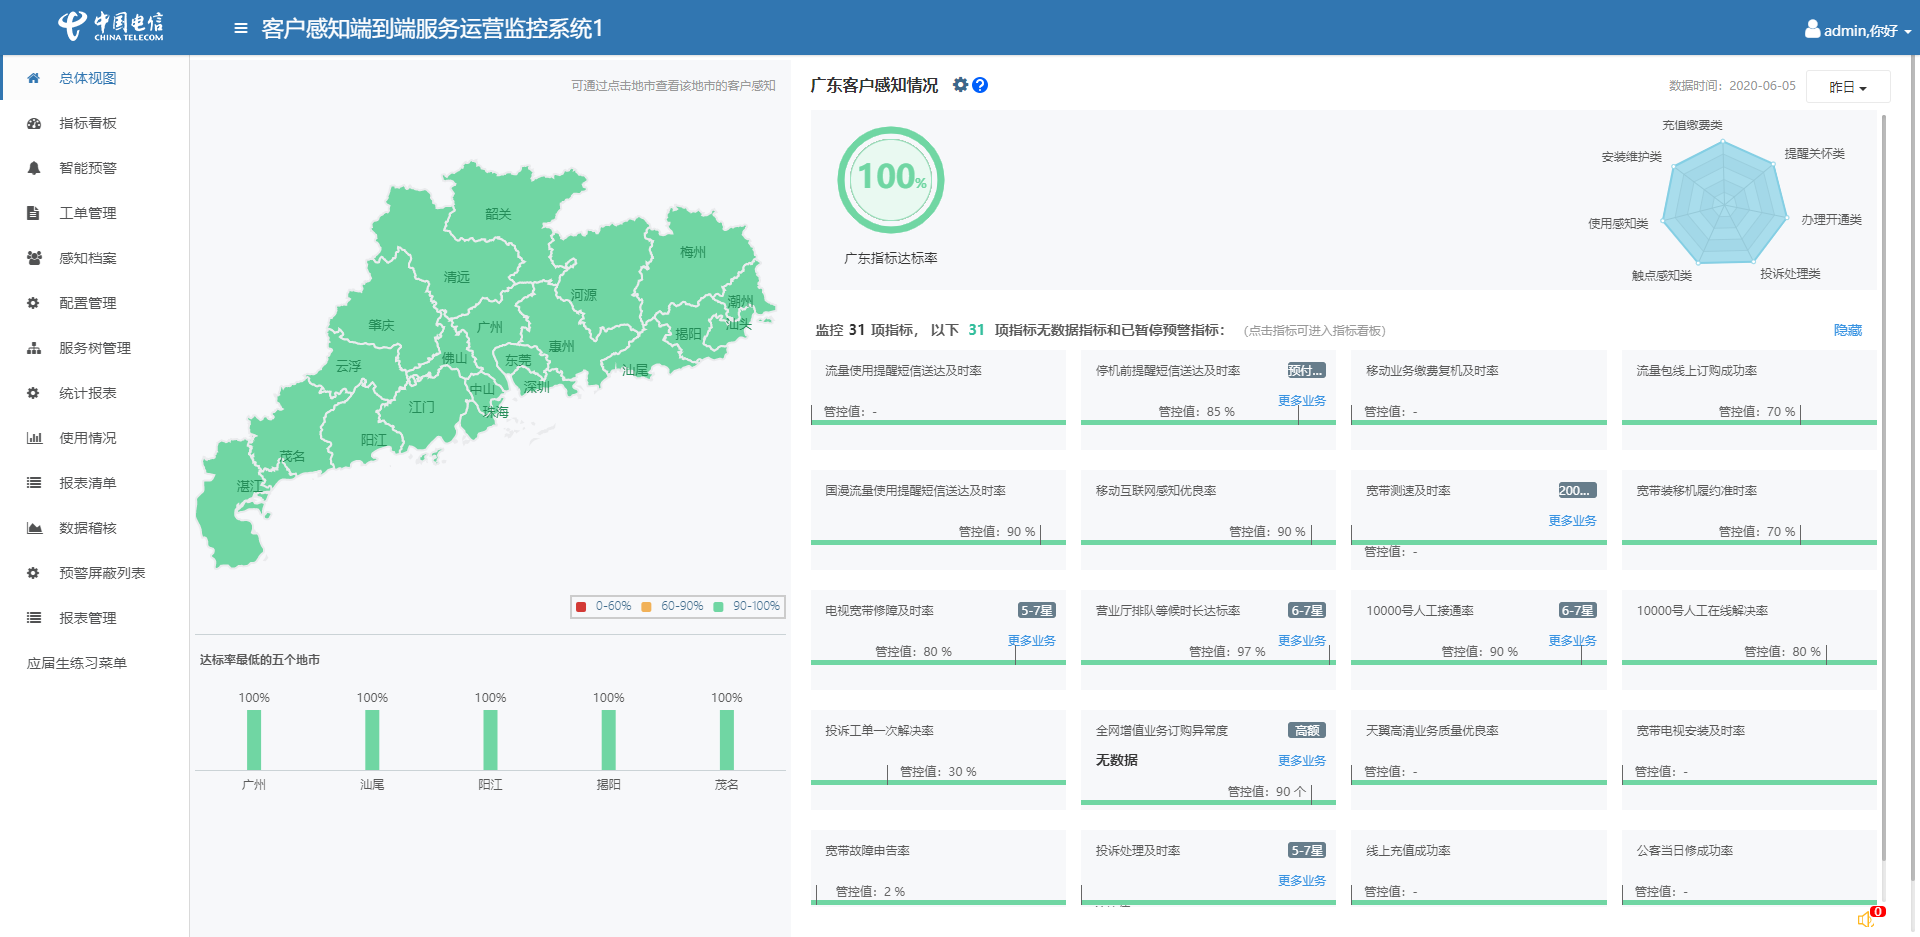 中国电信
CHINA TELECOM
客户感知端到端服务运营监控系统1
admin,你好
总体视图
指标看板
智能预警
工单管理
感知档案
配置管理
服务树管理
统计报表
使用情况
报表清单
数据稽核
预警屏蔽列表
报表管理
应届生练习菜单
可通过点击地市查看该地市的客户感知
韶关
梅州
清远
河源
潮州
汕头
揭阳
肇庆
广州
惠州
云浮
佛山
东莞
汕尾
中山
深圳
江门
珠海
阳江
茂名
湛江
0-60% 60-90% 90-100%
达标率最低的五个地市
100% 100% 100% 100% 100%
广州 汕尾 阳江 揭阳 茂名
广东客户感知情况
数据时间：2020-06-05 昨日
100%
广东指标达标率
充值缴费类
提醒关怀类
办理开通类
投诉处理类
触点感知类
使用感知类
安装维护类
监控 31 项指标， 以下 31 项指标无数据指标和已暂停预警指标： (点击指标可进入指标看板) 隐藏
流量使用提醒短信送达及时率
管控值：-
停机前提醒短信送达及时率 预付...
更多业务
管控值：85 %
移动业务缴费复机及时率
管控值：-
流量包线上订购成功率
管控值：70 %
国漫流量使用提醒短信送达及时率
管控值：90 %
移动互联网感知优良率
管控值：90 %
宽带测速及时率 200...
更多业务
管控值：-
宽带装移机履约准时率
管控值：70 %
电视宽带修障及时率 5-7星
更多业务
管控值：80 %
营业厅排队等候时长达标率 6-7星
更多业务
管控值：97 %
10000号人工接通率 6-7星
更多业务
管控值：90 %
10000号人工在线解决率
管控值：80 %
投诉工单一次解决率
管控值：30 %
全网增值业务订购异常度 高额
无数据 更多业务
管控值：90 个
天翼高清业务质量优良率
管控值：-
宽带电视安装及时率
管控值：-
宽带故障申告率
管控值：2 %
投诉处理及时率 5-7星
更多业务
线上充值成功率
管控值：-
公客当日修成功率
管控值：-
0